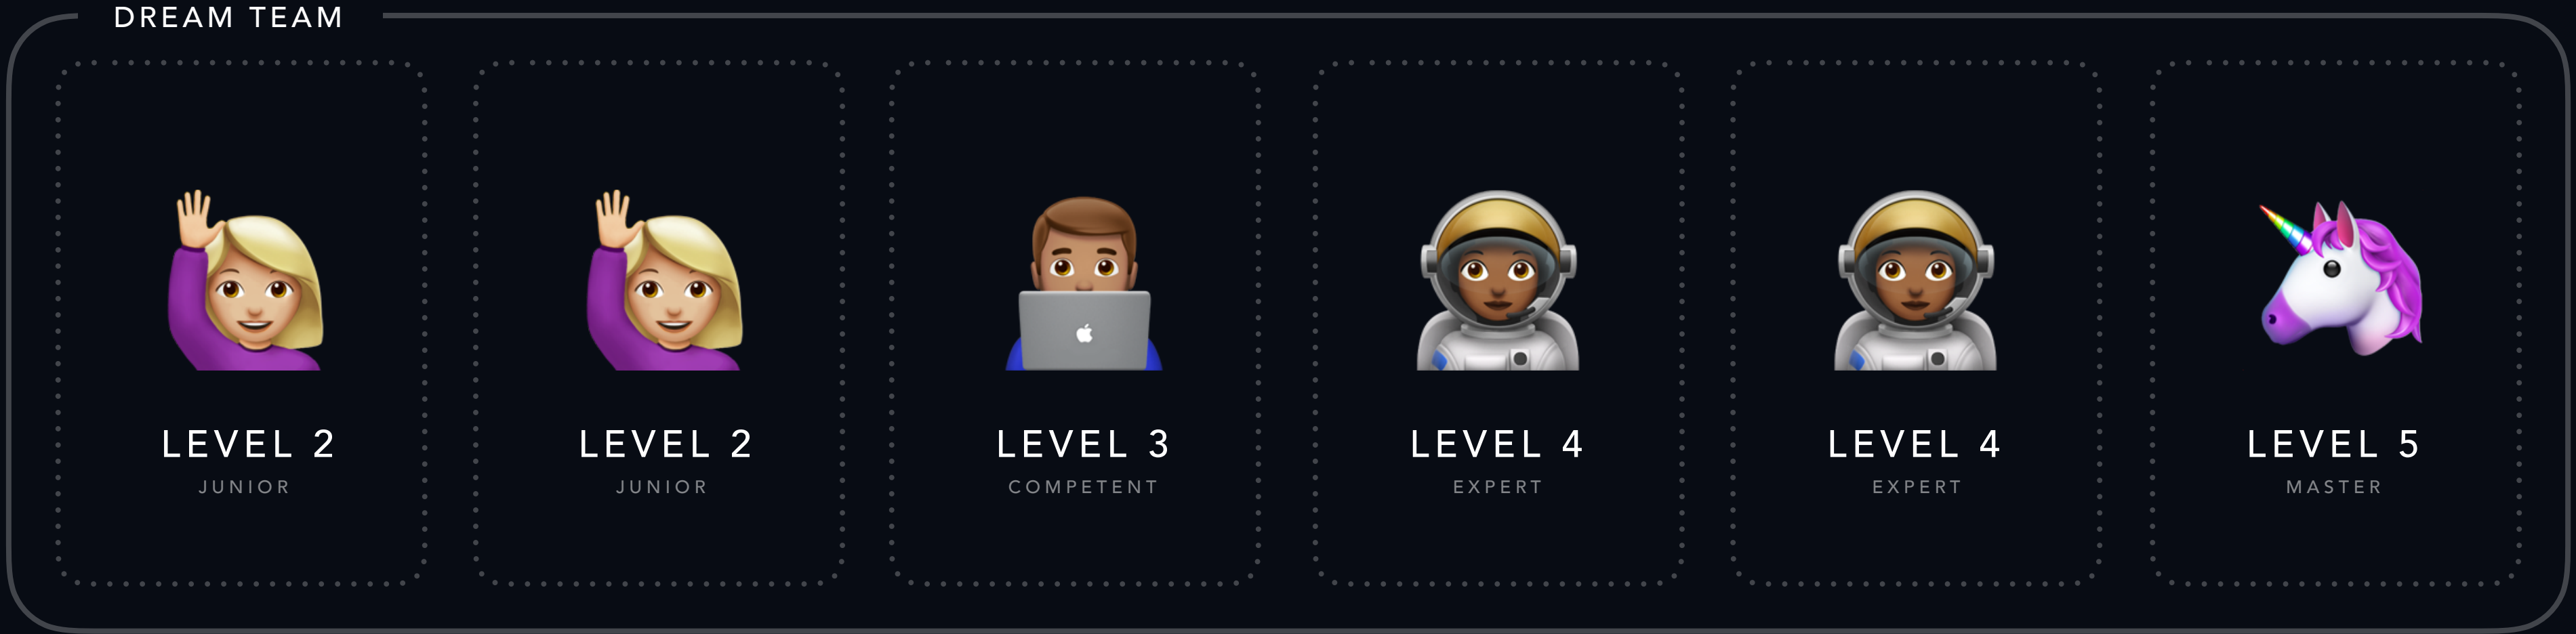 DREAM TEAM
LEVEL 2
JUNIOR
LEVEL 2
JUNIOR
LEVEL 3
COMPETENT
LEVEL 4
EXPERT
LEVEL 4
EXPERT
LEVEL 5
MASTER